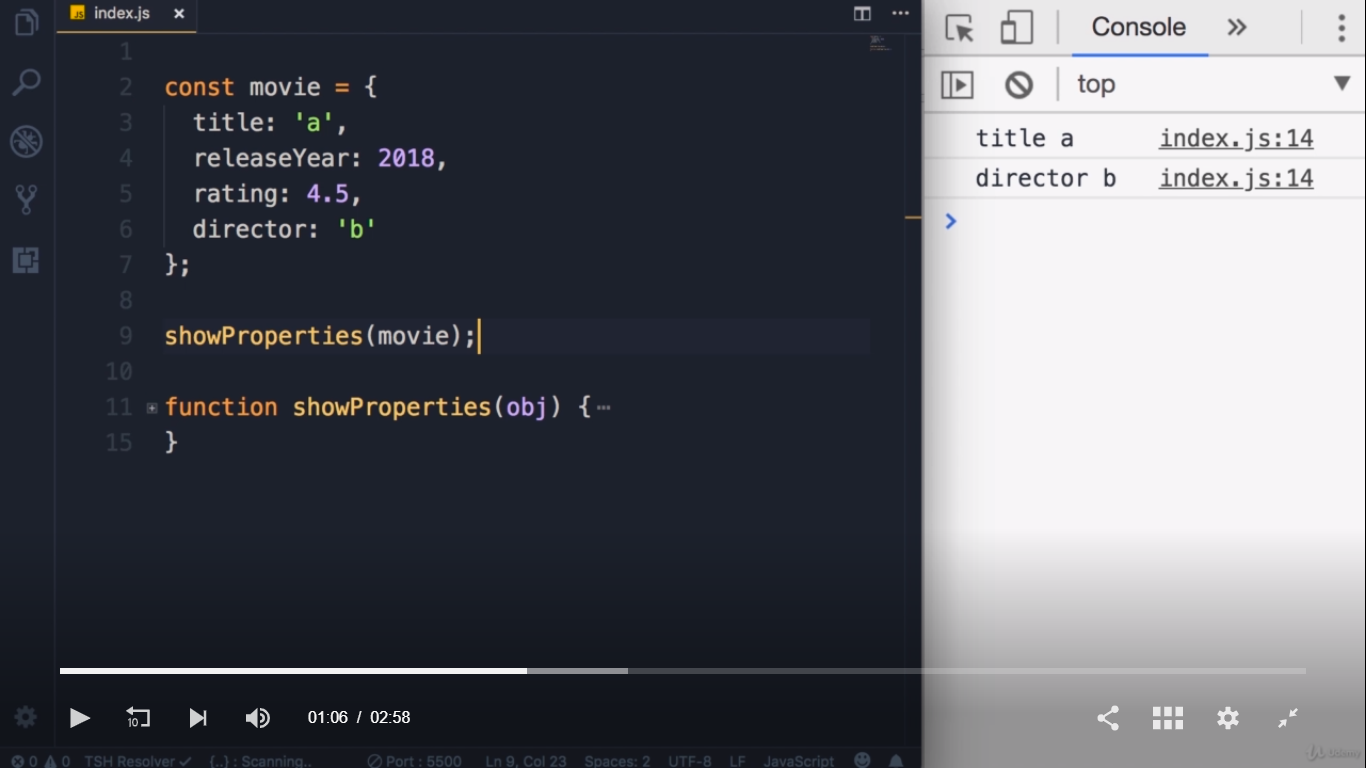 index.js
1
2 const movie = {
3 title: 'a',
4 releaseYear: 2018,
5 rating: 4.5,
6 director: 'b'
7 };
8
9 showProperties(movie);
10
11 function showProperties(obj) {
15 }
Console
top
title a index.js:14
director b index.js:14
10
01:06 / 02:58
0 0 TSH Resolver {..} : Scanning.. Port : 5500 Ln 9, Col 23 Spaces: 2 UTF-8 LF JavaScript
Udemy